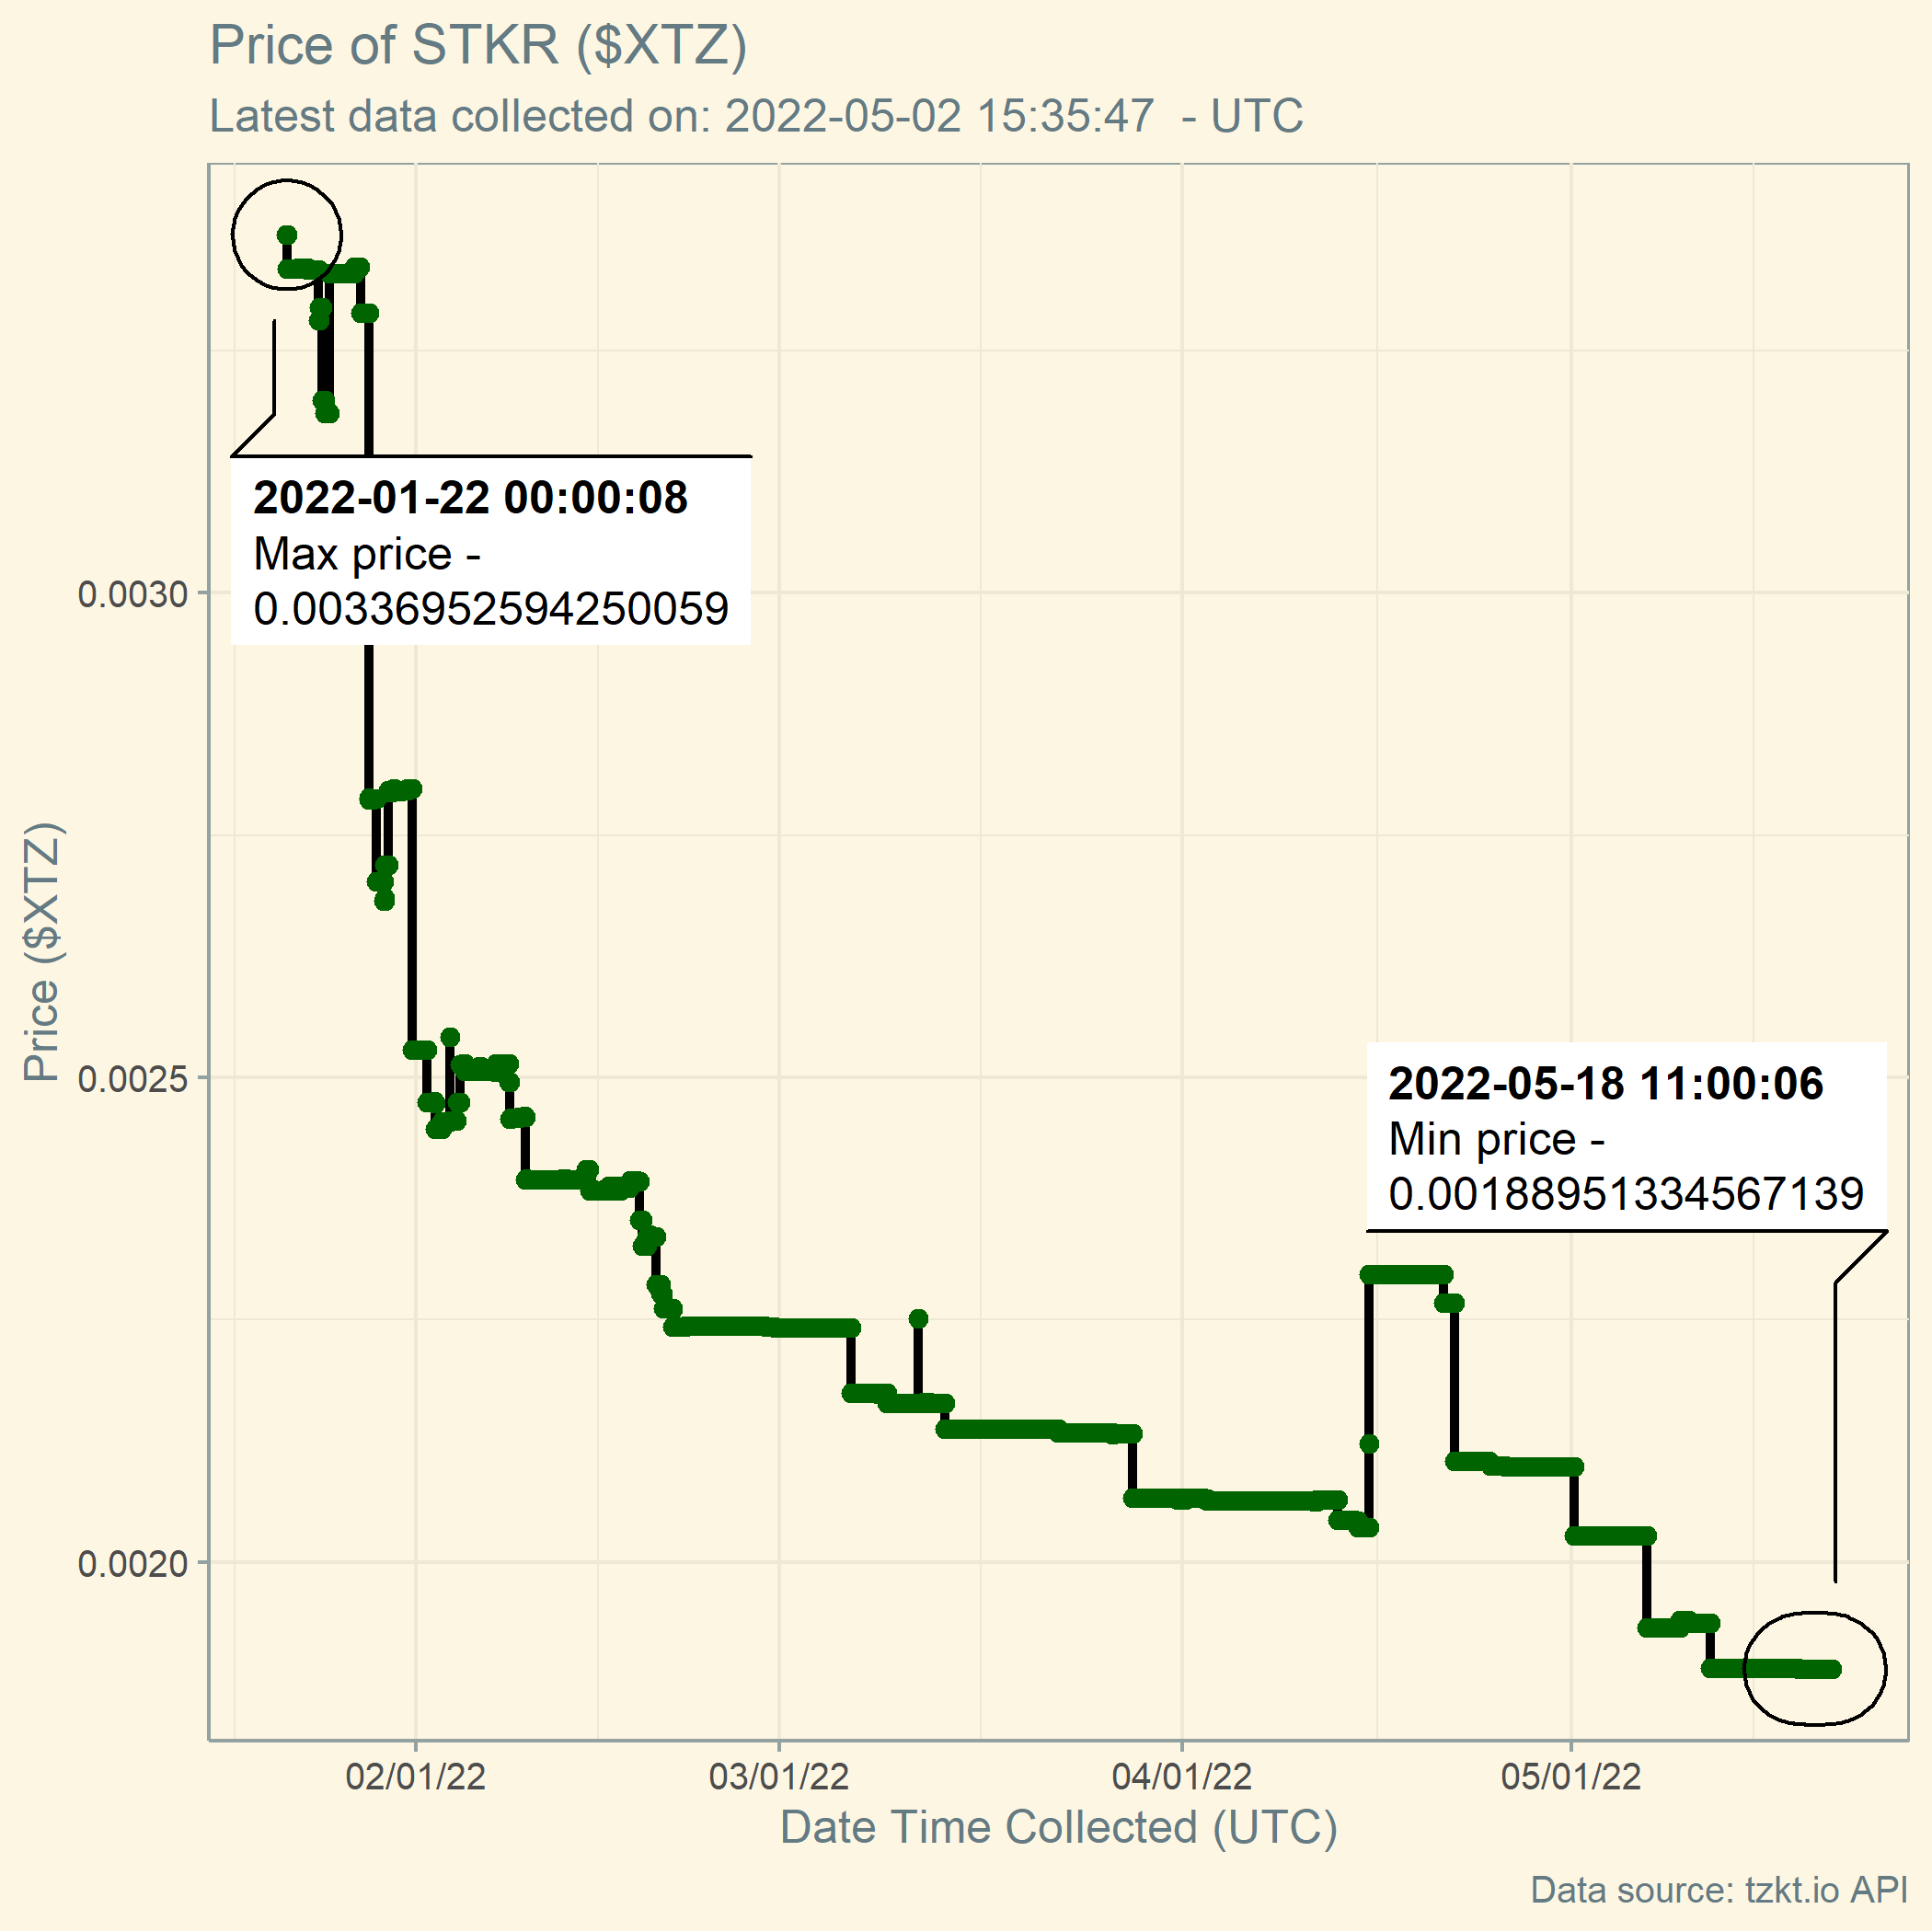 Price of STKR ($XTZ)
Latest data collected on: 2022-05-02 15:35:47  - UTC
2022-01-22 00:00:08
Max price -
0.00336952594250059
0.0030
0.0025
0.0020
Price ($XTZ)
2022-05-18 11:00:06
Min price -
0.00188951334567139
02/01/22
03/01/22
04/01/22
05/01/22
Date Time Collected (UTC)
Data source: tzkt.io API